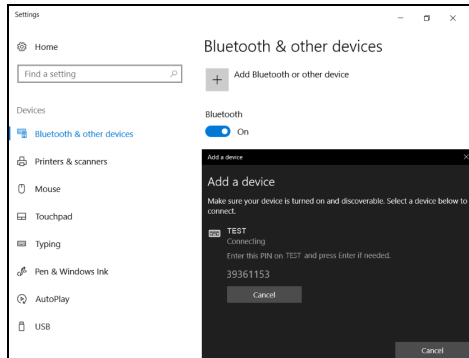 Settings
Home
Find a setting
Devices
Bluetooth & other devices
Printers & scanners
Mouse
Touchpad
Typing
Pen & Windows Ink
AutoPlay
USB
Bluetooth & other devices
Add Bluetooth or other device
Bluetooth
On
Add a device
Add a device
Make sure your device is turned on and discoverable. Select a device below to
connect.
TEST
Connecting
Enter this PIN on TEST and press Enter if needed.
39361153
Cancel
Cancel